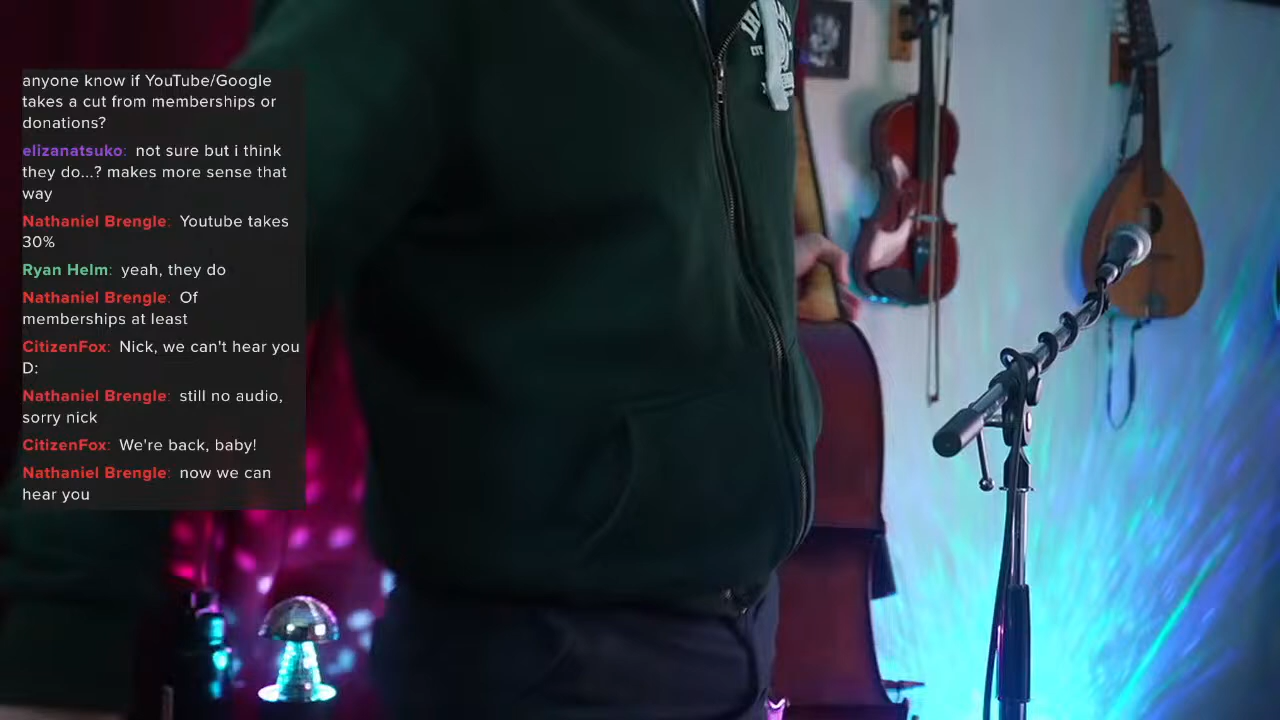 anyone know if YouTube/Google
takes a cut from memberships or
donations?
elizanatsuko: not sure but i think
they do...? makes more sense that
way
Nathaniel Brengle: Youtube takes
30%
Ryan Helm: yeah, they do
Nathaniel Brengle: Of
memberships at least
CitizenFox: Nick, we can't hear you
D:
Nathaniel Brengle: still no audio,
sorry nick
CitizenFox: We're back, baby!
Nathaniel Brengle: now we can
hear you